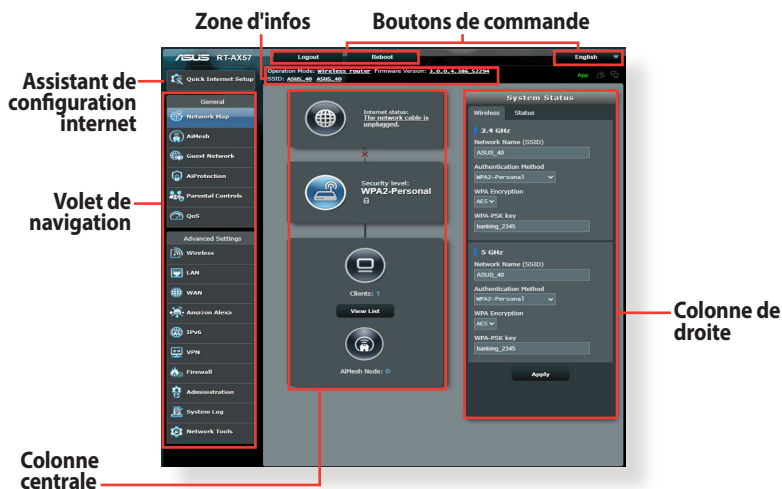 Zone d'infos
Boutons de commande
Assistant de
configuration
internet
Volet de
navigation
Colonne
centrale
Colonne de
droite
ASUS RT-AX57
Logout
Reboot
English
Quick Internet Setup
Operation Mode: Wireless router Firmware Version: 3.0.0.4.386_52294
SSID: ASUS_40 ASUS_40
App
General
Network Map
AiMesh
Guest Network
AiProtection
Parental Controls
QoS
Advanced Settings
Wireless
LAN
WAN
Amazon Alexa
IPv6
VPN
Firewall
Administration
System Log
Network Tools
Internet status:
The network cable is
unplugged.
Security level:
WPA2-Personal
Clients:
View List
AiMesh Node: 0
System Status
Wireless
Status
2.4 GHz
Network Name (SSID)
ASUS_40
Authentication Method
WPA2-Personal
WPA Encryption
AES
WPA-PSK key
banking_2345
5 GHz
Network Name (SSID)
ASUS_40
Authentication Method
WPA2-Personal
WPA Encryption
AES
WPA-PSK key
banking_2345
Apply